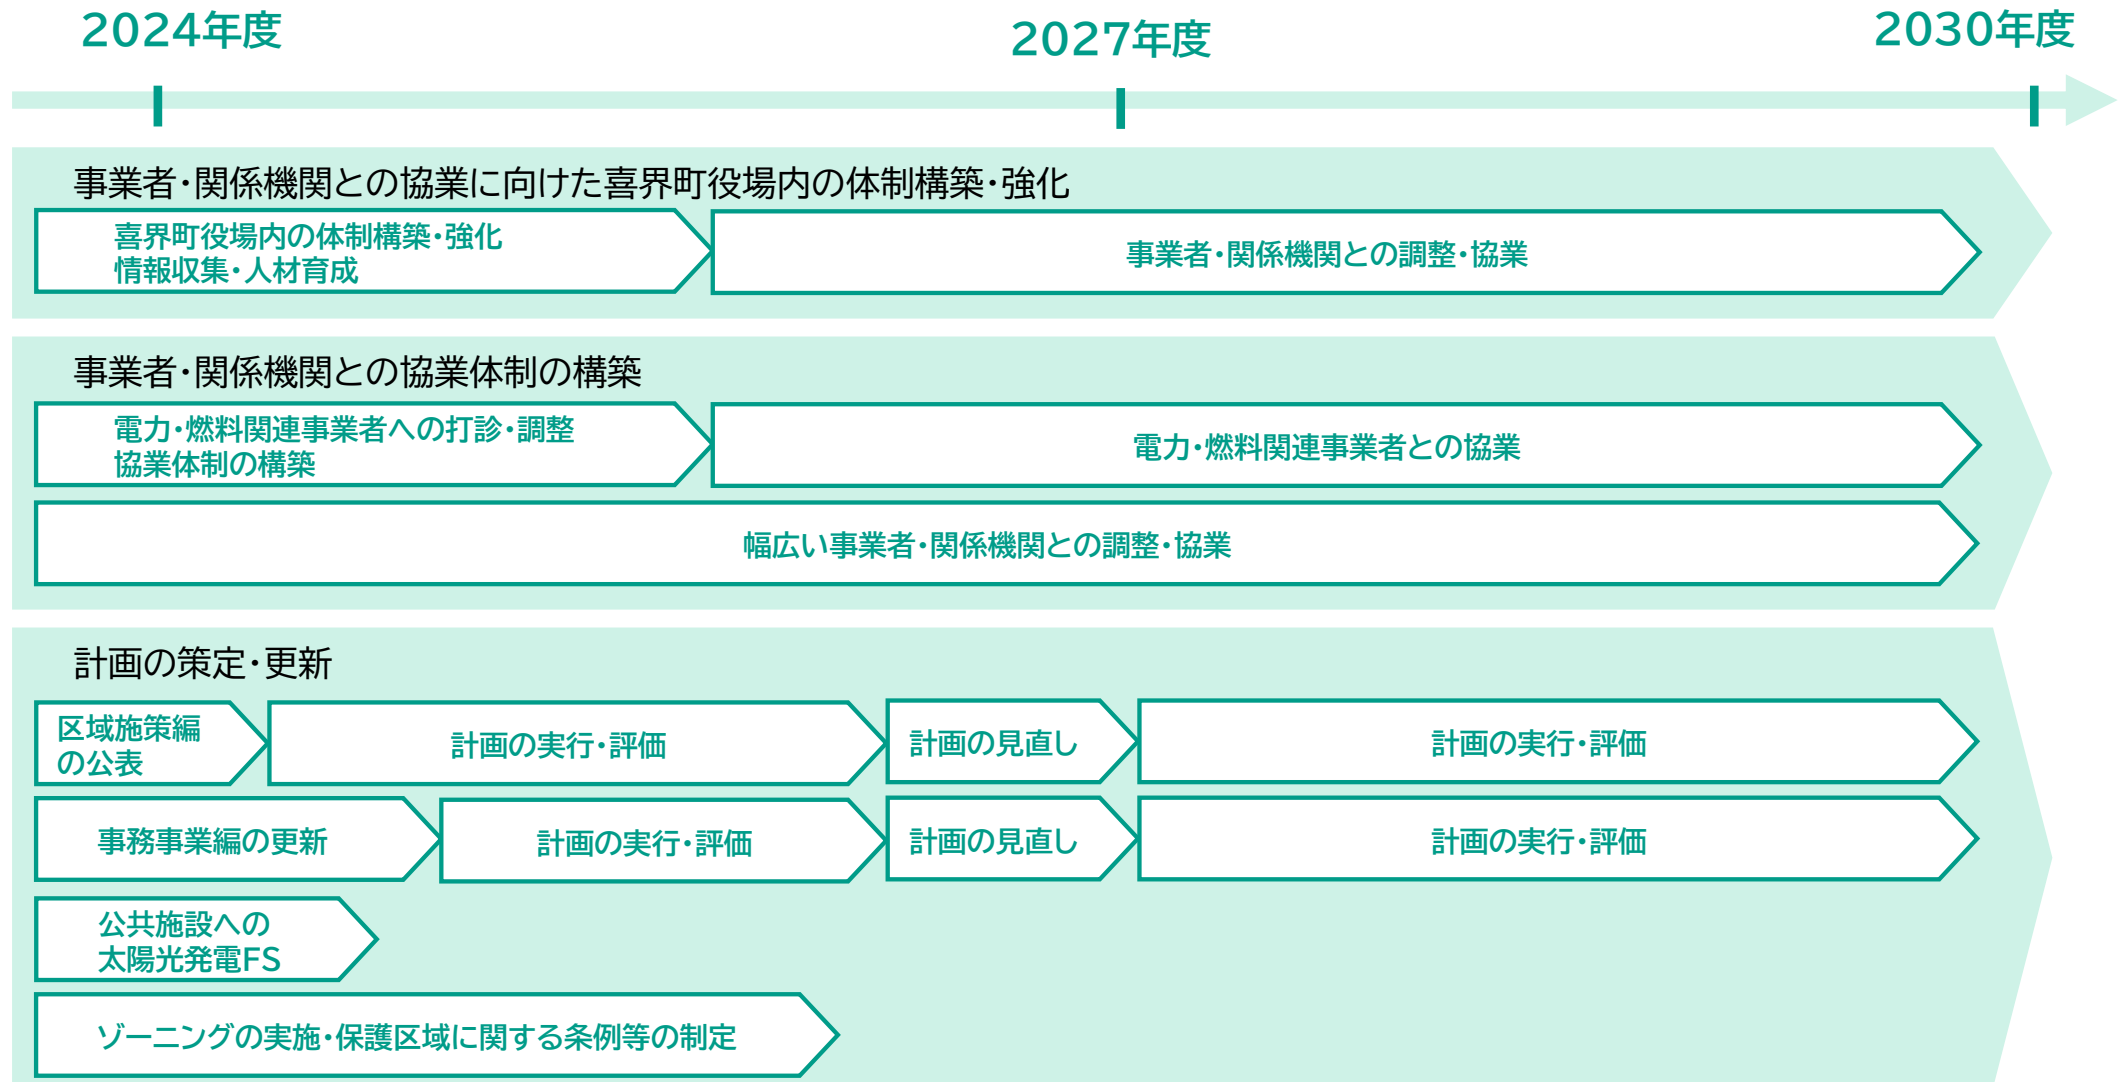 2024年度
2027年度
2030年度
事業者・関係機関との協業に向けた喜界町役場内の体制構築・強化
喜界町役場内の体制構築・強化
情報収集・人材育成
事業者・関係機関との調整・協業
事業者・関係機関との協業体制の構築
電力・燃料関連事業者への打診・調整
協業体制の構築
電力・燃料関連事業者との協業
幅広い事業者・関係機関との調整・協業
計画の策定・更新
区域施策編
の公表
計画の実行・評価
計画の見直し
計画の実行・評価
事務事業編の更新
計画の実行・評価
計画の見直し
計画の実行・評価
公共施設への
太陽光発電FS
ゾーニングの実施・保護区域に関する条例等の制定